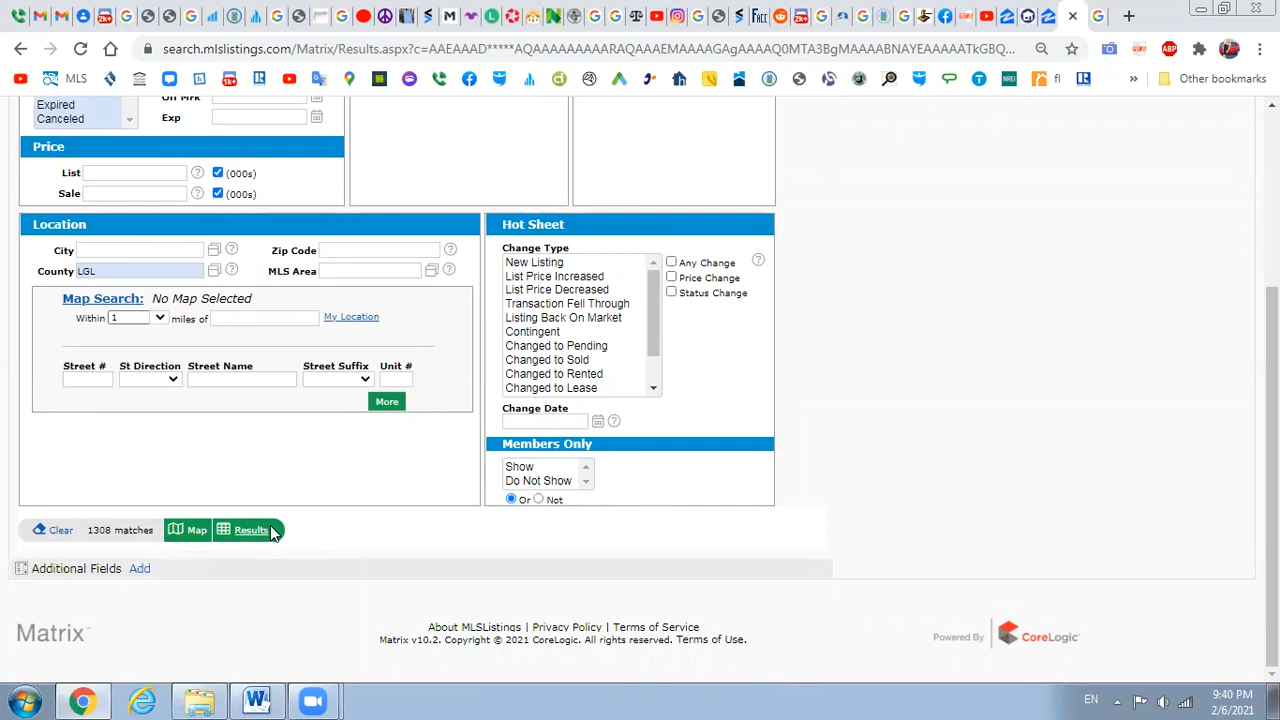 search.mlslistings.com/Matrix/Results.aspx?c=AAEAAAD*****AQAAAAAAAAARAQAAAEMAAAAGAgAAAAQ0MTA3BgMAAAABNAYEAAAAATkGBQ...
MLS
fl
» Other bookmarks
Expired
Canceled
Off Mrk
Exp
Price
List (000s)
Sale (000s)
Location
City
Zip Code
County LGL
MLS Area
Map Search: No Map Selected
Within 1 miles of My Location
Street # St Direction Street Name Street Suffix Unit #
More
Hot Sheet
Change Type
New Listing
List Price Increased
List Price Decreased
Transaction Fell Through
Listing Back On Market
Contingent
Changed to Pending
Changed to Sold
Changed to Rented
Changed to Lease
Any Change
Price Change
Status Change
Change Date
Members Only
Show
Do Not Show
Or Not
Clear 1308 matches Map Results
Additional Fields Add
Matrix™
About MLSListings | Privacy Policy | Terms of Service
Matrix v10.2. Copyright © 2021 CoreLogic. All rights reserved. Terms of Use.
Powered By CoreLogic
EN
9:40 PM
2/6/2021